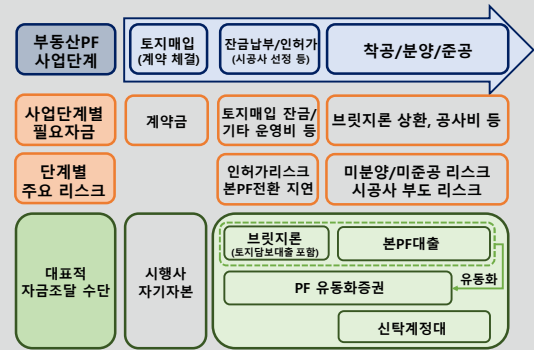 부동산PF
사업단계
토지매입
(계약 체결)
잔금납부/인허가
(시공사 선정 등)
착공/분양/준공
사업단계별
필요자금
계약금
토지매입 잔금/
기타 운영비 등
브릿지론 상환, 공사비 등
단계별
주요 리스크
인허가리스크
본PF전환 지연
미분양/미준공 리스크
시공사 부도 리스크
대표적
자금조달 수단
시행사
자기자본
브릿지론
(토지담보대출 포함)
본PF대출
유동화
PF 유동화증권
신탁계정대